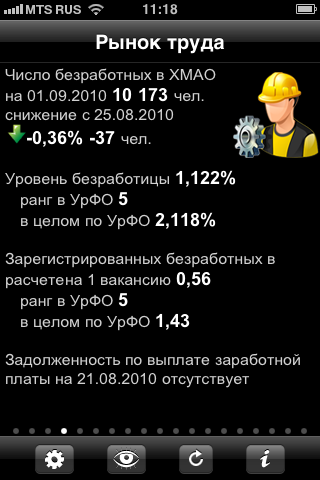 MTS RUS 11:18
Рынок труда
Число безработных в ХМАО
на 01.09.2010 10 173 чел.
снижение с 25.08.2010
-0,36% -37 чел.
Уровень безработицы 1,122%
ранг в УрФО 5
в целом по УрФО 2,118%
Зарегистрированных безработных в
расчетена 1 вакансию 0,56
ранг в УрФО 5
в целом по УрФО 1,43
Задолженность по выплате заработной
платы на 21.08.2010 отсутствует
i